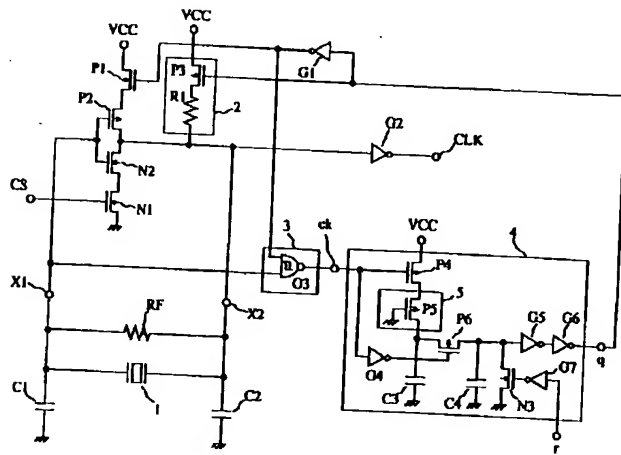 VCC
VCC
P1
P3
G1
P2
R1
2
G2
CLK
N2
CS
N1
3
ck
VCC
4
G3
P4
5
X1
X2
P5
RF
P6
G5
G6
q
G4
G7
C1
1
C2
C3
C4
N3
r